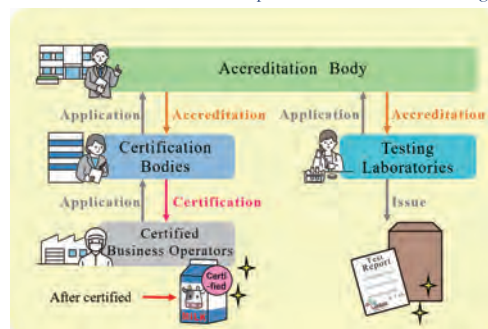 Accreditation Body
Application
Accreditation
Application
Accreditation
Certification
Bodies
Testing
Laboratories
Application
Certification
Issue
Certified
Business Operators
Test
Report
Certi
-fied
After certified